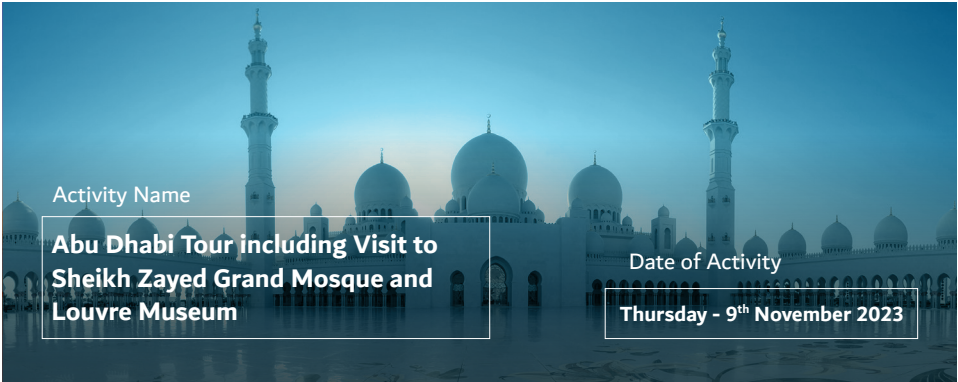 Activity Name
Abu Dhabi Tour including Visit to
Sheikh Zayed Grand Mosque and
Louvre Museum
Date of Activity
Thursday - 9th November 2023